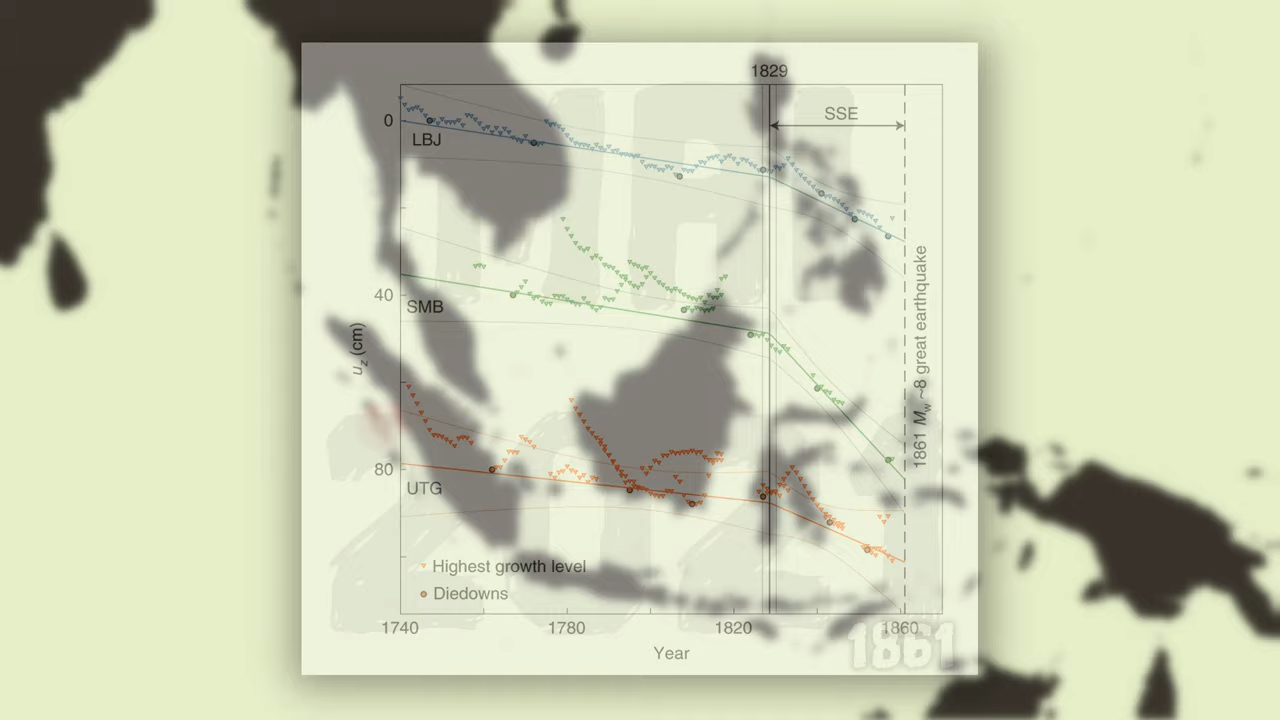 1829
SSE
0
LBJ
40
SMB
u_z (cm)
80
UTG
1861 M_w ~8 great earthquake
Highest growth level
Diedowns
1740
1780
1820
1860
Year
1861